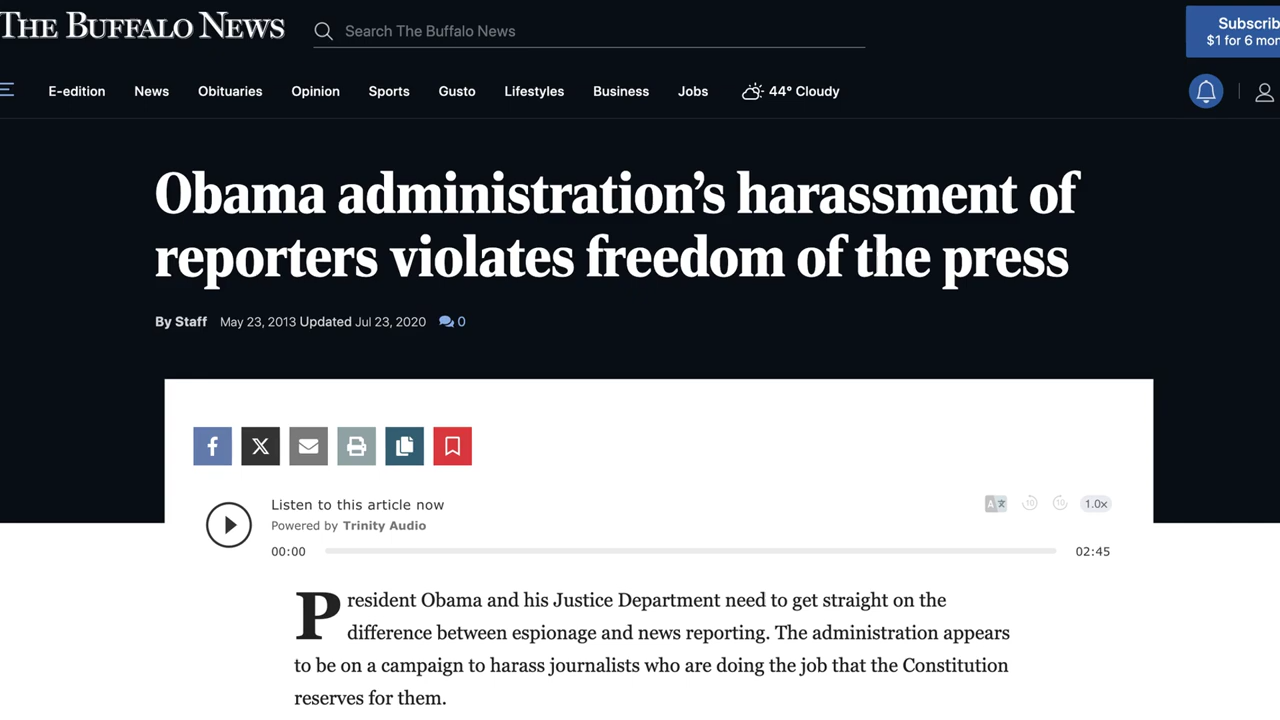 THE BUFFALO NEWS
Search The Buffalo News
Subscrib
$1 for 6 mon
E-edition News Obituaries Opinion Sports Gusto Lifestyles Business Jobs 44° Cloudy
Obama administration’s harassment of
reporters violates freedom of the press
By Staff May 23, 2013 Updated Jul 23, 2020 0
Listen to this article now
Powered by Trinity Audio
10 10 1.0x
00:00 02:45
President Obama and his Justice Department need to get straight on the
difference between espionage and news reporting. The administration appears
to be on a campaign to harass journalists who are doing the job that the Constitution
reserves for them.